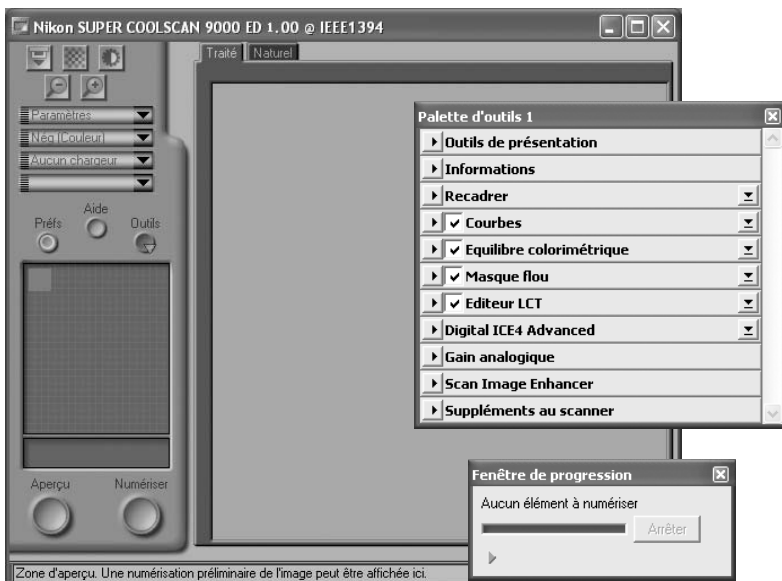 Nikon SUPER COOLSCAN 9000 ED 1.00 @ IEEE1394
Traité
Naturel
Paramètres
Nég (Couleur)
Aucun chargeur
Préfs
Aide
Outils
Aperçu
Numériser
Palette d'outils 1
Outils de présentation
Informations
Recadrer
Courbes
Equilibre colorimétrique
Masque flou
Editeur LCT
Digital ICE4 Advanced
Gain analogique
Scan Image Enhancer
Suppléments au scanner
Fenêtre de progression
Aucun élément à numériser
Arrêter
Zone d'aperçu. Une numérisation préliminaire de l'image peut être affichée ici.